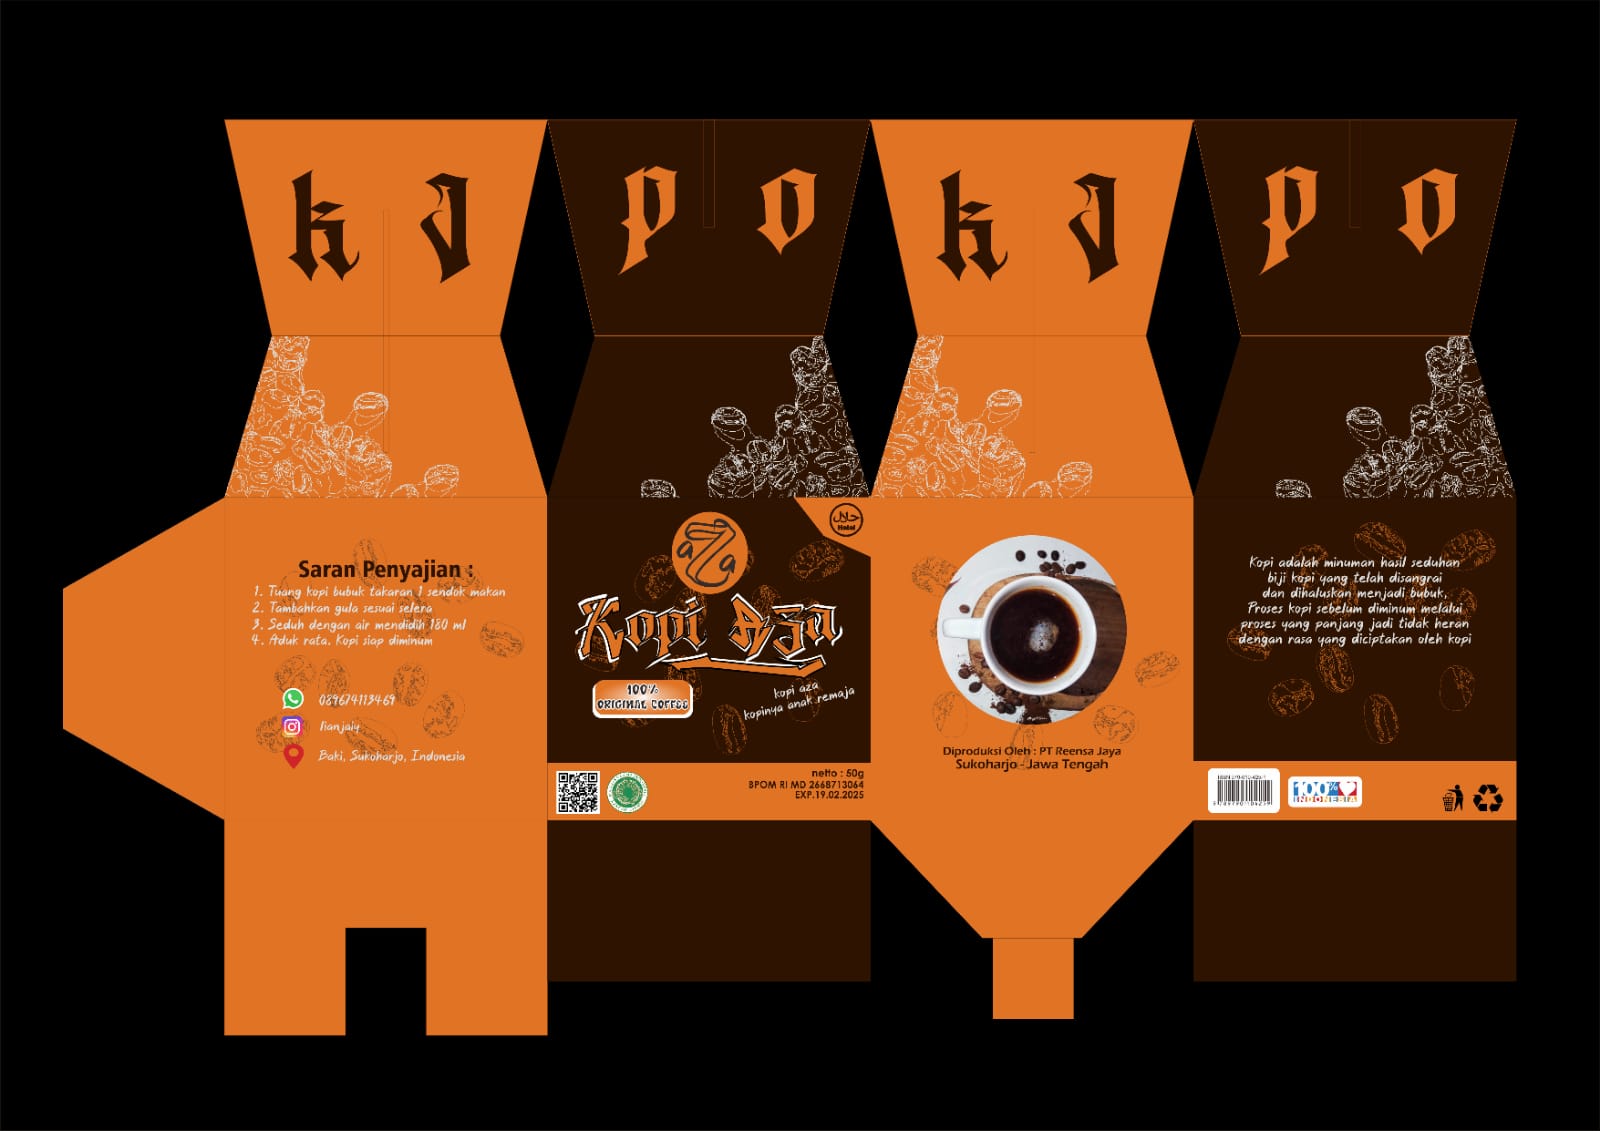 k a
p o
k a
p o
Saran Penyajian :
1. Tuang kopi bubuk takaran 1 sendok makan
2. Tambahkan gula sesuai selera
3. Seduh dengan air mendidih 180 ml
4. Aduk rata. Kopi siap diminum
089674113469
Baki, Sukoharjo, Indonesia
aZa
حلال
Halal
Kopi Aza
100%
ORIGINAL COFFEE
kopi aza
kopinya anak remaja
netto : 50g
BPOM RI MD 2668713064
EXP.19.02.2025
Diproduksi Oleh : PT Reensa Jaya
Sukoharjo - Jawa Tengah
Kopi adalah minuman hasil seduhan
biji kopi yang telah disangrai
dan dihaluskan menjadi bubuk,
Proses kopi sebelum diminum melalui
proses yang panjang jadi tidak heran
dengan rasa yang diciptakan oleh kopi
100%
INDONESIA